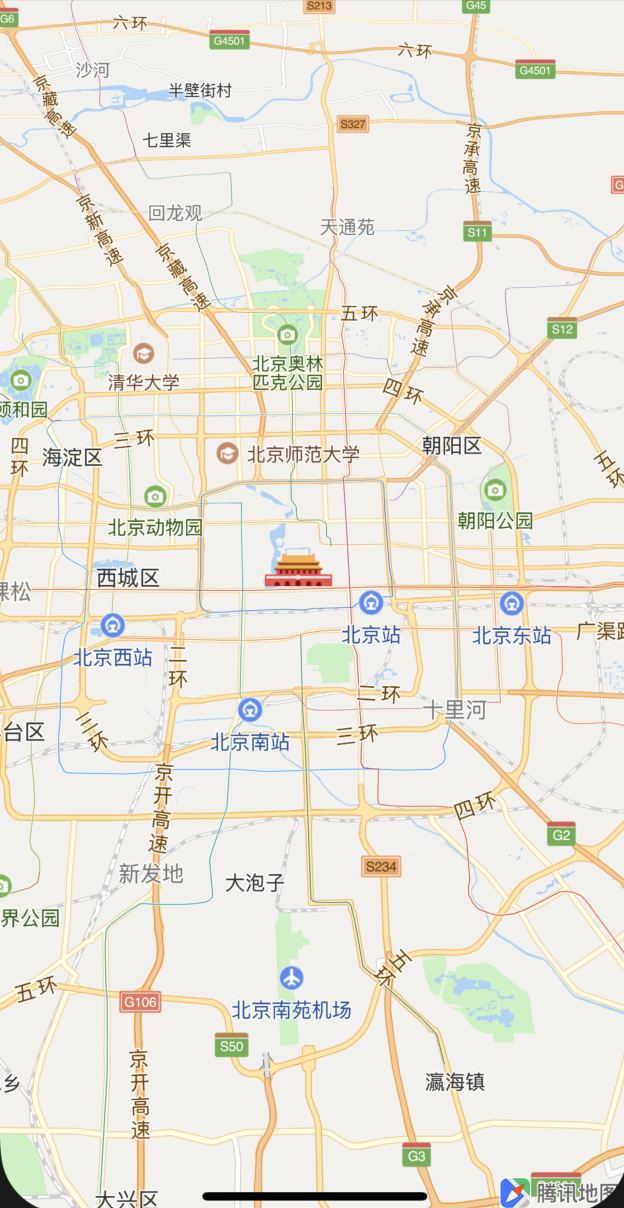 S213
G45
G6
六环
G4501
六环
G4501
沙河
半壁街村
京藏高速
S327
京承高速
七里渠
京新高速
回龙观
天通苑
S11
京藏高速
五环
京承高速
S12
清华大学
北京奥林
匹克公园
四环
颐和园
四环
三环
海淀区
朝阳区
北京师范大学
五环
北京动物园
朝阳公园
西城区
棵松
北京站
北京东站
广渠路
北京西站
二环
二环
十里河
台区
三环
北京南站
三环
京开高速
四环
G2
S234
新发地
大泡子
界公园
五环
五环
G106
北京南苑机场
S50
京开高速
瀛海镇
乡
G3
大兴区
腾讯地图